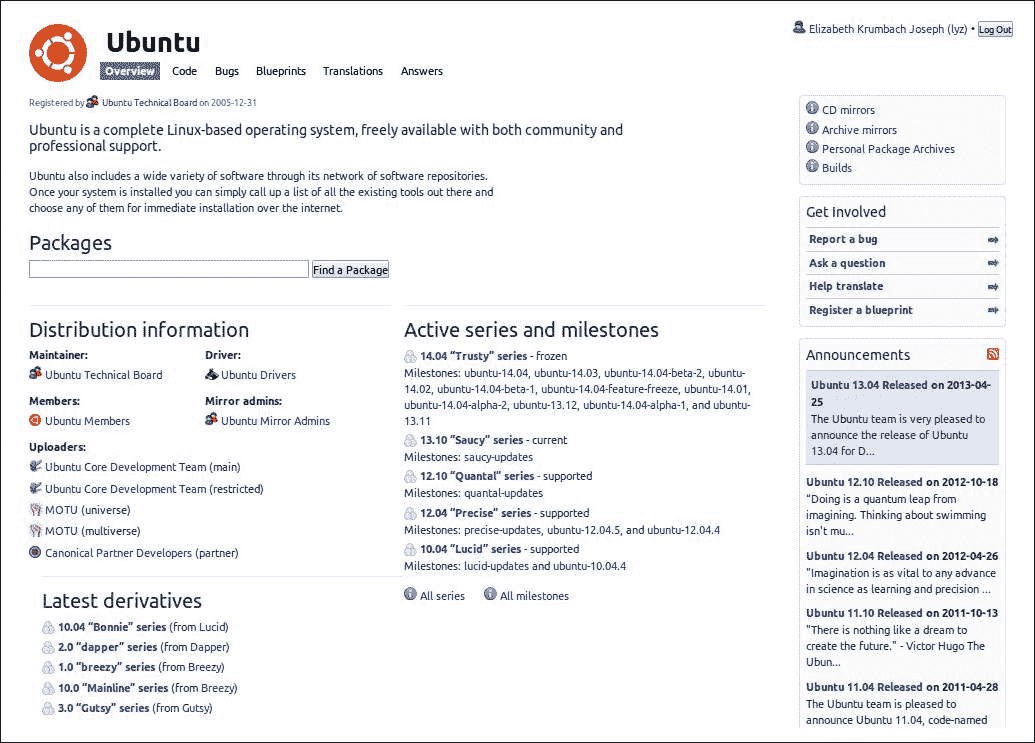 Ubuntu
Elizabeth Krumbach Joseph (lyz) • Log Out
Overview Code Bugs Blueprints Translations Answers
Registered by Ubuntu Technical Board on 2005-12-31
Ubuntu is a complete Linux-based operating system, freely available with both community and
professional support.
Ubuntu also includes a wide variety of software through its network of software repositories.
Once your system is installed you can simply call up a list of all the existing tools out there and
choose any of them for immediate installation over the internet.
Packages
Find a Package
Distribution information
Maintainer: Driver:
Ubuntu Technical Board Ubuntu Drivers
Members: Mirror admins:
Ubuntu Members Ubuntu Mirror Admins
Uploaders:
Ubuntu Core Development Team (main)
Ubuntu Core Development Team (restricted)
MOTU (universe)
MOTU (multiverse)
Canonical Partner Developers (partner)
Latest derivatives
10.04 “Bonnie” series (from Lucid)
2.0 “dapper” series (from Dapper)
1.0 “breezy” series (from Breezy)
10.0 “Mainline” series (from Breezy)
3.0 “Gutsy” series (from Gutsy)
Active series and milestones
14.04 “Trusty” series - frozen
Milestones: ubuntu-14.04, ubuntu-14.03, ubuntu-14.04-beta-2, ubuntu-
14.02, ubuntu-14.04-beta-1, ubuntu-14.04-feature-freeze, ubuntu-14.01,
ubuntu-14.04-alpha-2, ubuntu-13.12, ubuntu-14.04-alpha-1, and ubuntu-
13.11
13.10 “Saucy” series - current
Milestones: saucy-updates
12.10 “Quantal” series - supported
Milestones: quantal-updates
12.04 “Precise” series - supported
Milestones: precise-updates, ubuntu-12.04.5, and ubuntu-12.04.4
10.04 “Lucid” series - supported
Milestones: lucid-updates and ubuntu-10.04.4
All series All milestones
CD mirrors
Archive mirrors
Personal Package Archives
Builds
Get Involved
Report a bug
Ask a question
Help translate
Register a blueprint
Announcements
Ubuntu 13.04 Released on 2013-04-
25
The Ubuntu team is very pleased to
announce the release of Ubuntu
13.04 for D...
Ubuntu 12.10 Released on 2012-10-18
“Doing is a quantum leap from
imagining. Thinking about swimming
isn't mu...
Ubuntu 12.04 Released on 2012-04-26
“Imagination is as vital to any advance
in science as learning and precision ...
Ubuntu 11.10 Released on 2011-10-13
"There is nothing like a dream to
create the future." - Victor Hugo The
Ubun...
Ubuntu 11.04 Released on 2011-04-28
The Ubuntu team is pleased to
announce Ubuntu 11.04, code-named